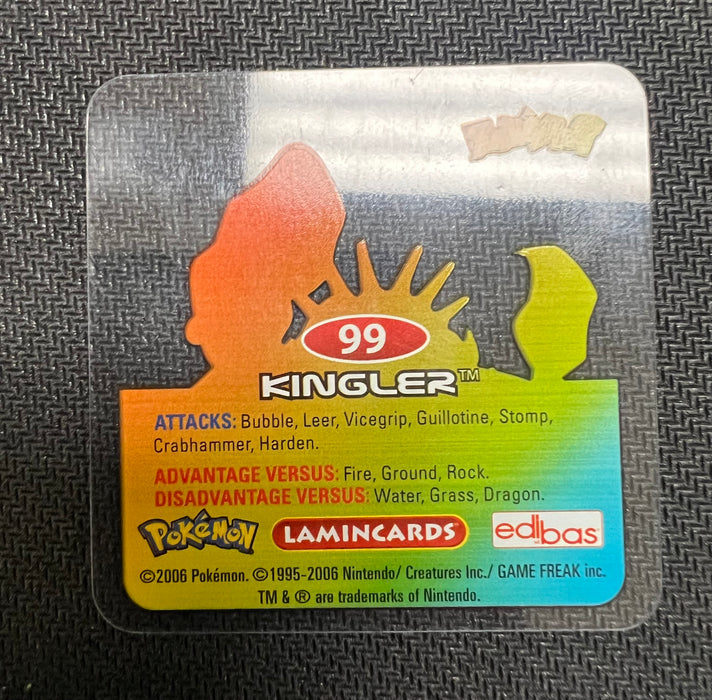 99
KINGLER™
ATTACKS: Bubble, Leer, Vicegrip, Guillotine, Stomp,
Crabhammer, Harden.
ADVANTAGE VERSUS: Fire, Ground, Rock.
DISADVANTAGE VERSUS: Water, Grass, Dragon.
POKéMON LAMINCARDS edibas
©2006 Pokémon. ©1995-2006 Nintendo/ Creatures Inc./ GAME FREAK inc.
TM & ® are trademarks of Nintendo.